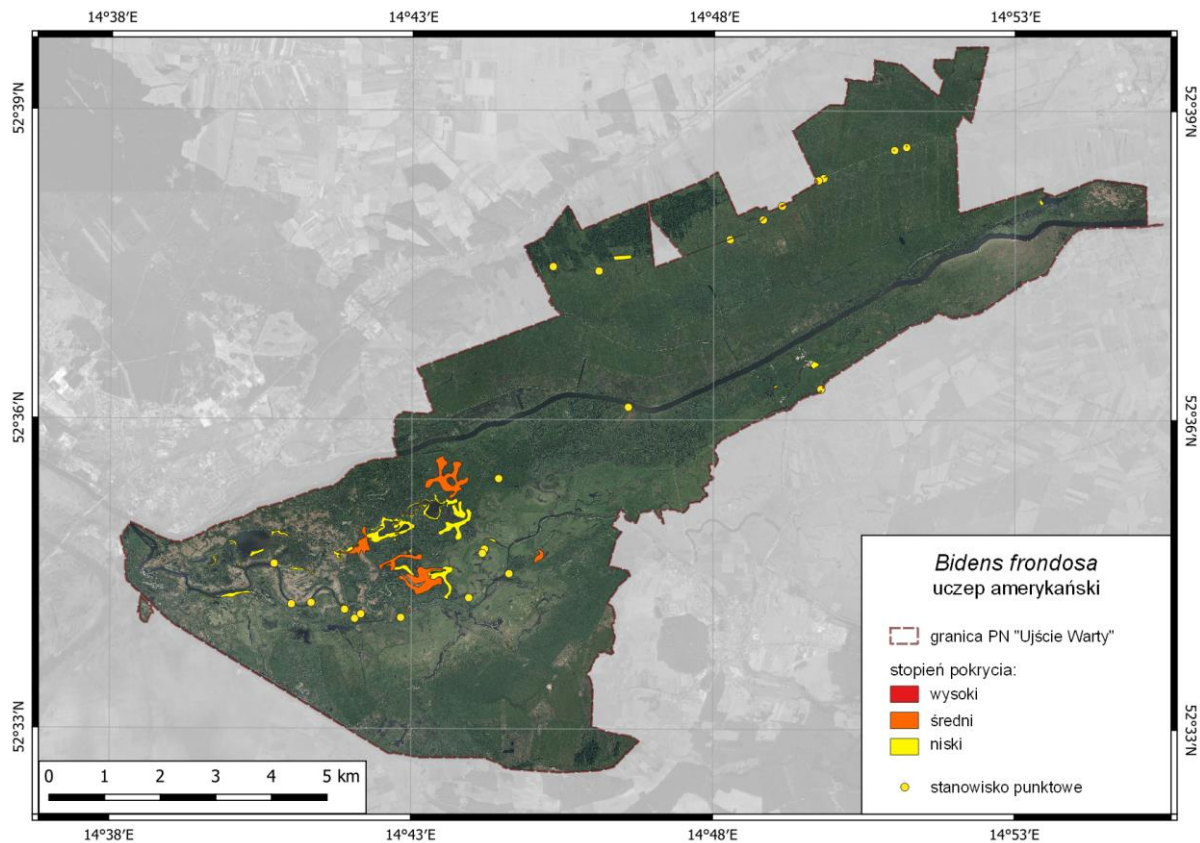 14°38'E 14°43'E 14°48'E 14°53'E
52°39'N 52°39'N
52°36'N 52°36'N
52°33'N 52°33'N
Bidens frondosa
uczep amerykański
granica PN "Ujście Warty"
stopień pokrycia:
wysoki
średni
niski
stanowisko punktowe
0 1 2 3 4 5 km
14°38'E 14°43'E 14°48'E 14°53'E